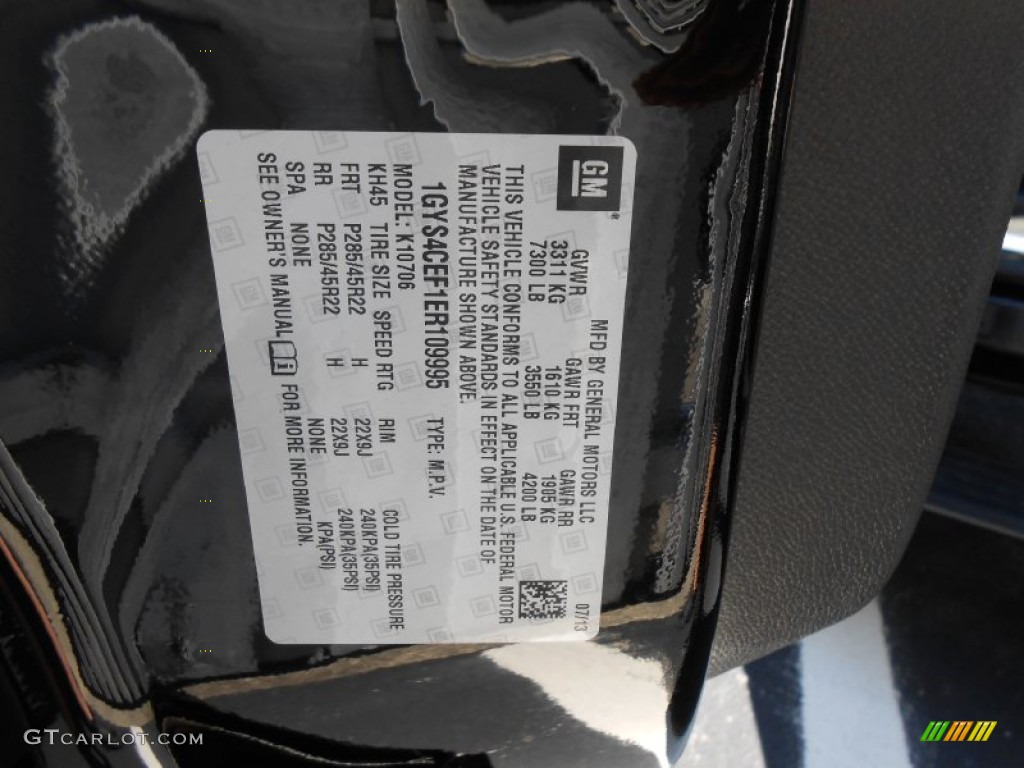 GM
MFD BY GENERAL MOTORS LLC 07/13
GVWR GAWR FRT GAWR RR
3311 KG 1610 KG 1905 KG
7300 LB 3550 LB 4200 LB
THIS VEHICLE CONFORMS TO ALL APPLICABLE U.S. FEDERAL MOTOR
VEHICLE SAFETY STANDARDS IN EFFECT ON THE DATE OF
MANUFACTURE SHOWN ABOVE.
1GYS4CEF1ER109995 TYPE: M.P.V.
MODEL: K10706
KH45 TIRE SIZE SPEED RTG RIM COLD TIRE PRESSURE
FRT P285/45R22 H 22X9J 240KPA(35PSI)
RR P285/45R22 H 22X9J 240KPA(35PSI)
SPA NONE NONE KPA(PSI)
SEE OWNER'S MANUAL FOR MORE INFORMATION.
GTCARLOT.COM